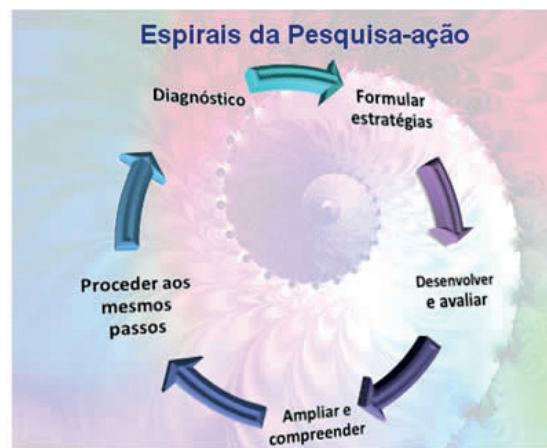 Espirais da Pesquisa-ação
Diagnóstico
Formular
estratégias
Desenvolver
e avaliar
Ampliar e
compreender
Proceder aos
mesmos
passos